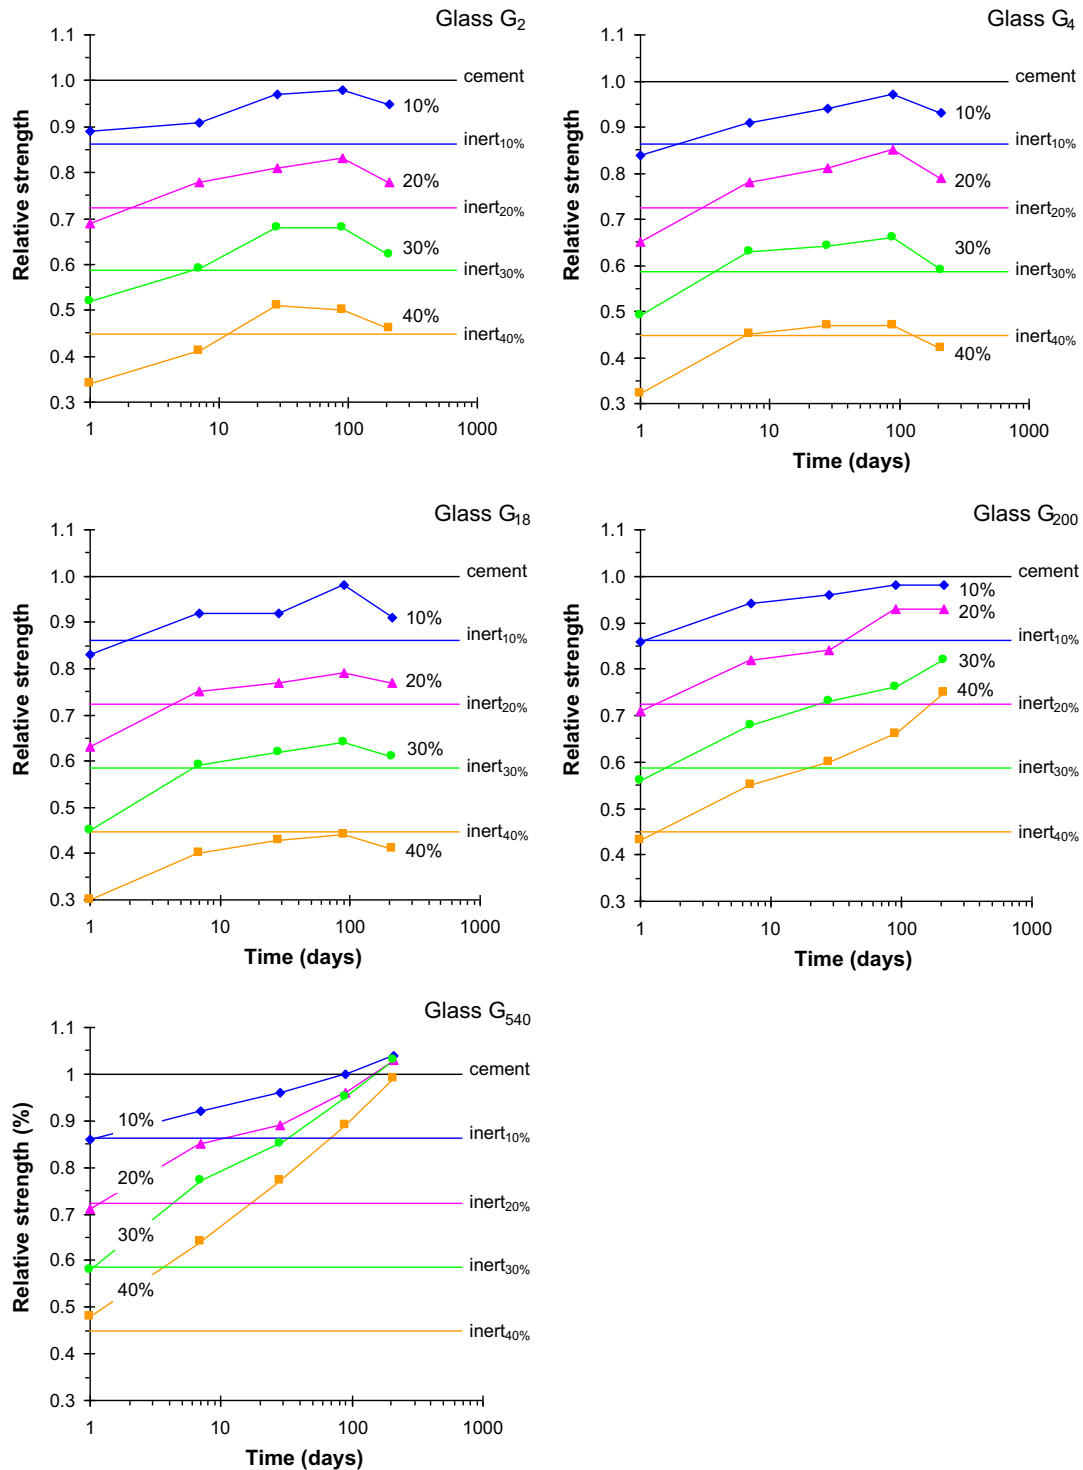 Glass G2
1.1
cement
1.0
10%
0.9
inert10%
0.8
20%
0.7
inert20%
30%
0.6
inert30%
0.5
40%
inert40%
0.4
0.3
1 10 100 1000
Relative strength
Glass G4
1.1
cement
1.0
10%
0.9
inert10%
0.8
20%
0.7
inert20%
30%
0.6
inert30%
0.5
inert40%
40%
0.4
0.3
1 10 100 1000
Time (days)
Relative strength
Glass G18
1.1
cement
1.0
10%
0.9
inert10%
0.8
20%
0.7
inert20%
30%
0.6
inert30%
0.5
inert40%
40%
0.4
0.3
1 10 100 1000
Time (days)
Relative strength
Glass G200
1.1
cement
1.0
10%
20%
0.9
inert10%
30%
0.8
40%
0.7
inert20%
0.6
inert30%
0.5
inert40%
0.4
0.3
1 10 100 1000
Time (days)
Relative strength
Glass G540
1.1
cement
1
10%
0.9
inert10%
0.8
20%
0.7
inert20%
30%
0.6
inert30%
40%
0.5
inert40%
0.4
0.3
1 10 100 1000
Time (days)
Relative strength (%)